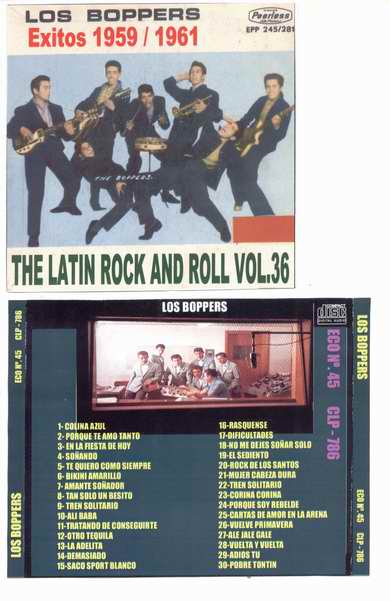 LOS BOPPERS
Exitos 1959 / 1961
Peerless
EPP 245/281
THE BOPPERS
THE LATIN ROCK AND ROLL VOL.36
LOS BOPPERS
COMPACT
disc
DIGITAL AUDIO
1- COLINA AZUL
2- PORQUE TE AMO TANTO
3- EN LA FIESTA DE HOY
4- SOÑANDO
5- TE QUIERO COMO SIEMPRE
6- BIKINI AMARILLO
7- AMANTE SOÑADOR
8- TAN SOLO UN BESITO
9- TREN SOLITARIO
10- ALI BABA
11-TRATANDO DE CONSEGUIRTE
12-OTRO TEQUILA
13-LA ADELITA
14-DEMASIADO
15-SACO SPORT BLANCO
16-RASQUENSE
17-DIFICULTADES
18-NO ME DEJES SOÑAR SOLO
19-EL SEDIENTO
20-ROCK DE LOS SANTOS
21-MUJER CABEZA DURA
22-TREN SOLITARIO
23-CORINA CORINA
24-PORQUE SOY REBELDE
25-CARTAS DE AMOR EN LA ARENA
26-VUELVE PRIMAVERA
27-ALE JALE GALE
28-VUELTA Y VUELTA
29-ADIOS TU
30-POBRE TONTIN
ECO Nº. 45 CLP - 786
LOS BOPPERS
ECO Nº. 45 CLP - 786
LOS BOPPERS
ECO Nº. 45 CLP- 786